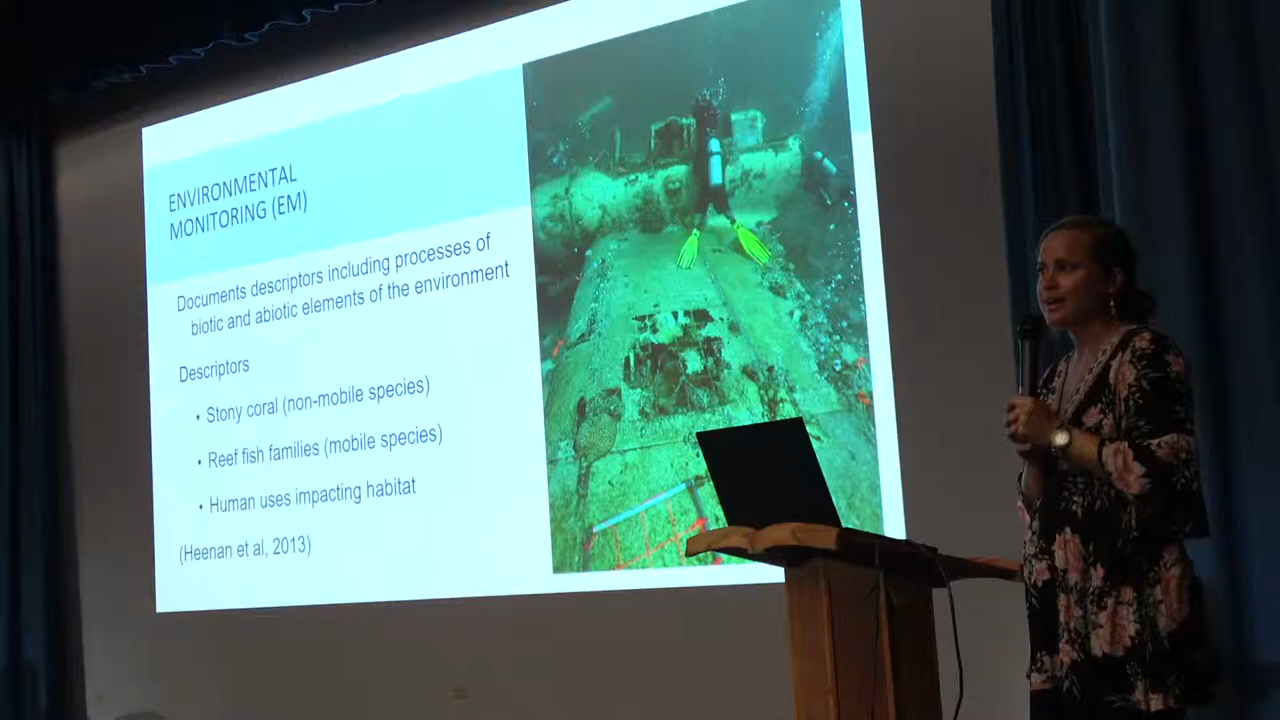 ENVIRONMENTAL
MONITORING (EM)
Documents descriptors including processes of
biotic and abiotic elements of the environment
Descriptors
• Stony coral (non-mobile species)
• Reef fish families (mobile species)
• Human uses impacting habitat
(Heenan et al, 2013)